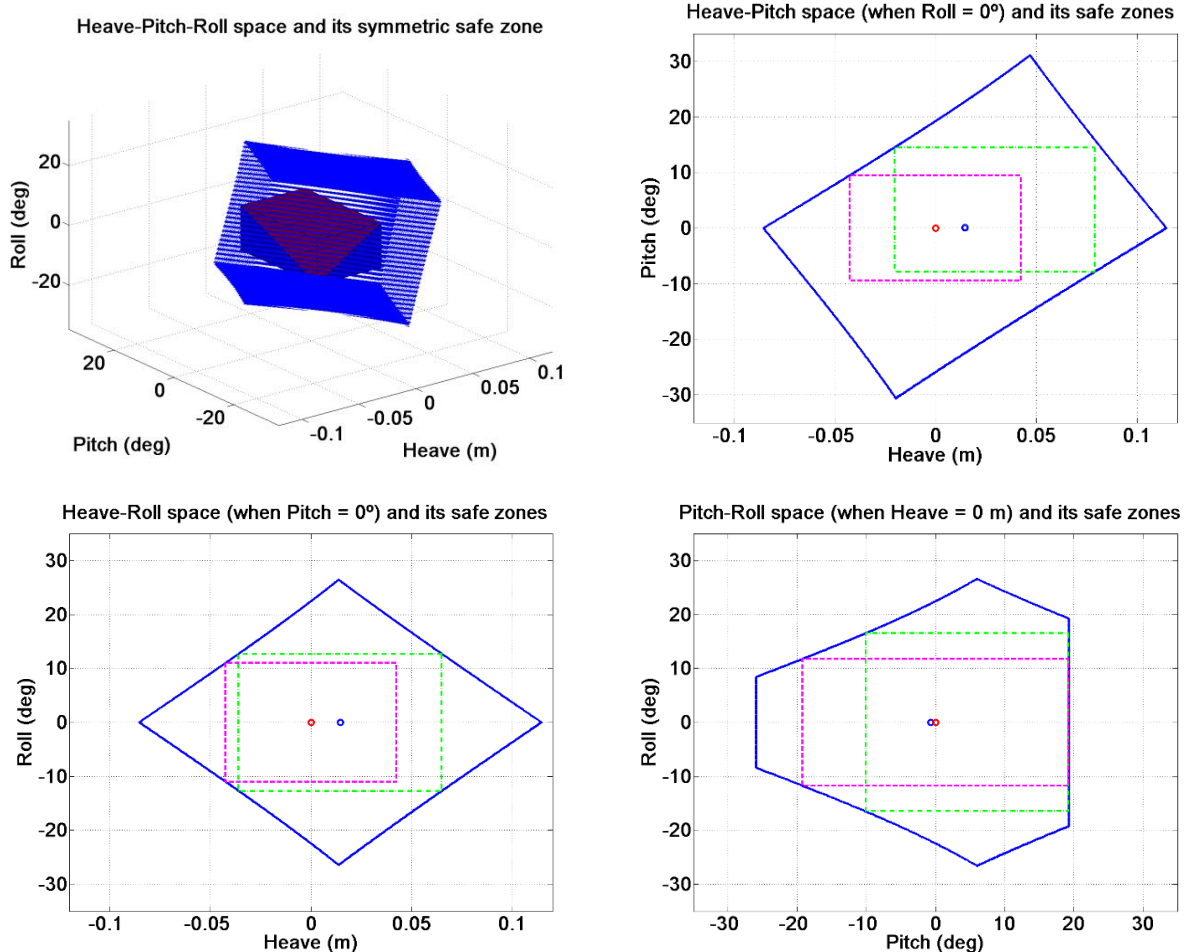 Heave-Pitch-Roll space and its symmetric safe zone
20
0
-20
Roll (deg)
20
0
-20
Pitch (deg)
-0.1
-0.05
0
0.05
0.1
Heave (m)
Heave-Pitch space (when Roll = 0º) and its safe zones
30
20
10
0
-10
-20
-30
Pitch (deg)
-0.1 -0.05 0 0.05 0.1
Heave (m)
Heave-Roll space (when Pitch = 0º) and its safe zones
30
20
10
0
-10
-20
-30
Roll (deg)
-0.1 -0.05 0 0.05 0.1
Heave (m)
Pitch-Roll space (when Heave = 0 m) and its safe zones
30
20
10
0
-10
-20
-30
Roll (deg)
-30 -20 -10 0 10 20 30
Pitch (deg)